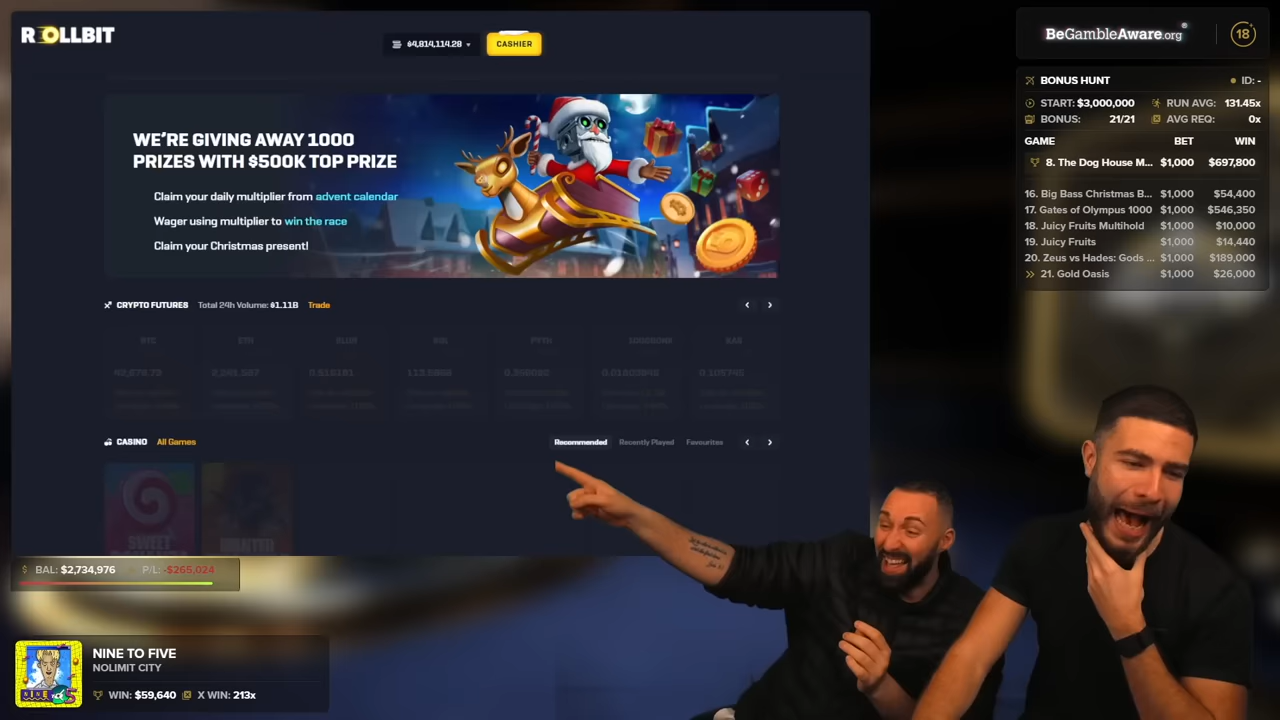 ROLLBIT
$4,814,114.28
CASHIER
WE'RE GIVING AWAY 1000
PRIZES WITH $500K TOP PRIZE
Claim your daily multiplier from advent calendar
Wager using multiplier to win the race
Claim your Christmas present!
CRYPTO FUTURES Total 24h Volume: $1.11B Trade
BTC ETH SOL PYTH KAS
CASINO All Games Recommended Recently Played Favourites
SWEET
WANTED
BAL: $2,734,976 P/L: -$265,024
NINE TO FIVE
NOLIMIT CITY
WIN: $59,640 X WIN: 213x
BeGambleAware.org® 18+
BONUS HUNT ID: -
START: $3,000,000 RUN AVG: 131.45x
BONUS: 21/21 AVG REQ: 0x
GAME BET WIN
8. The Dog House M... $1,000 $697,800
16. Big Bass Christmas B... $1,000 $54,400
17. Gates of Olympus 1000 $1,000 $546,350
18. Juicy Fruits Multihold $1,000 $10,000
19. Juicy Fruits $1,000 $14,440
20. Zeus vs Hades: Gods ... $1,000 $189,000
21. Gold Oasis $1,000 $26,000